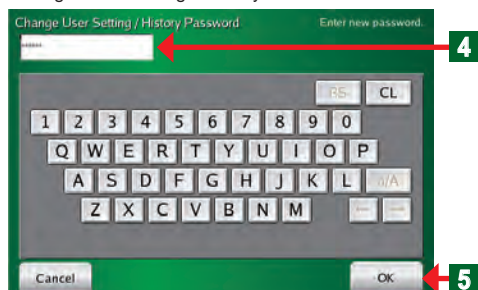 Change User Setting / History Password Enter new password.
****** 4
BS CL
1 2 3 4 5 6 7 8 9 0
Q W E R T Y U I O P
A S D F G H J K L a/A
Z X C V B N M
Cancel OK 5